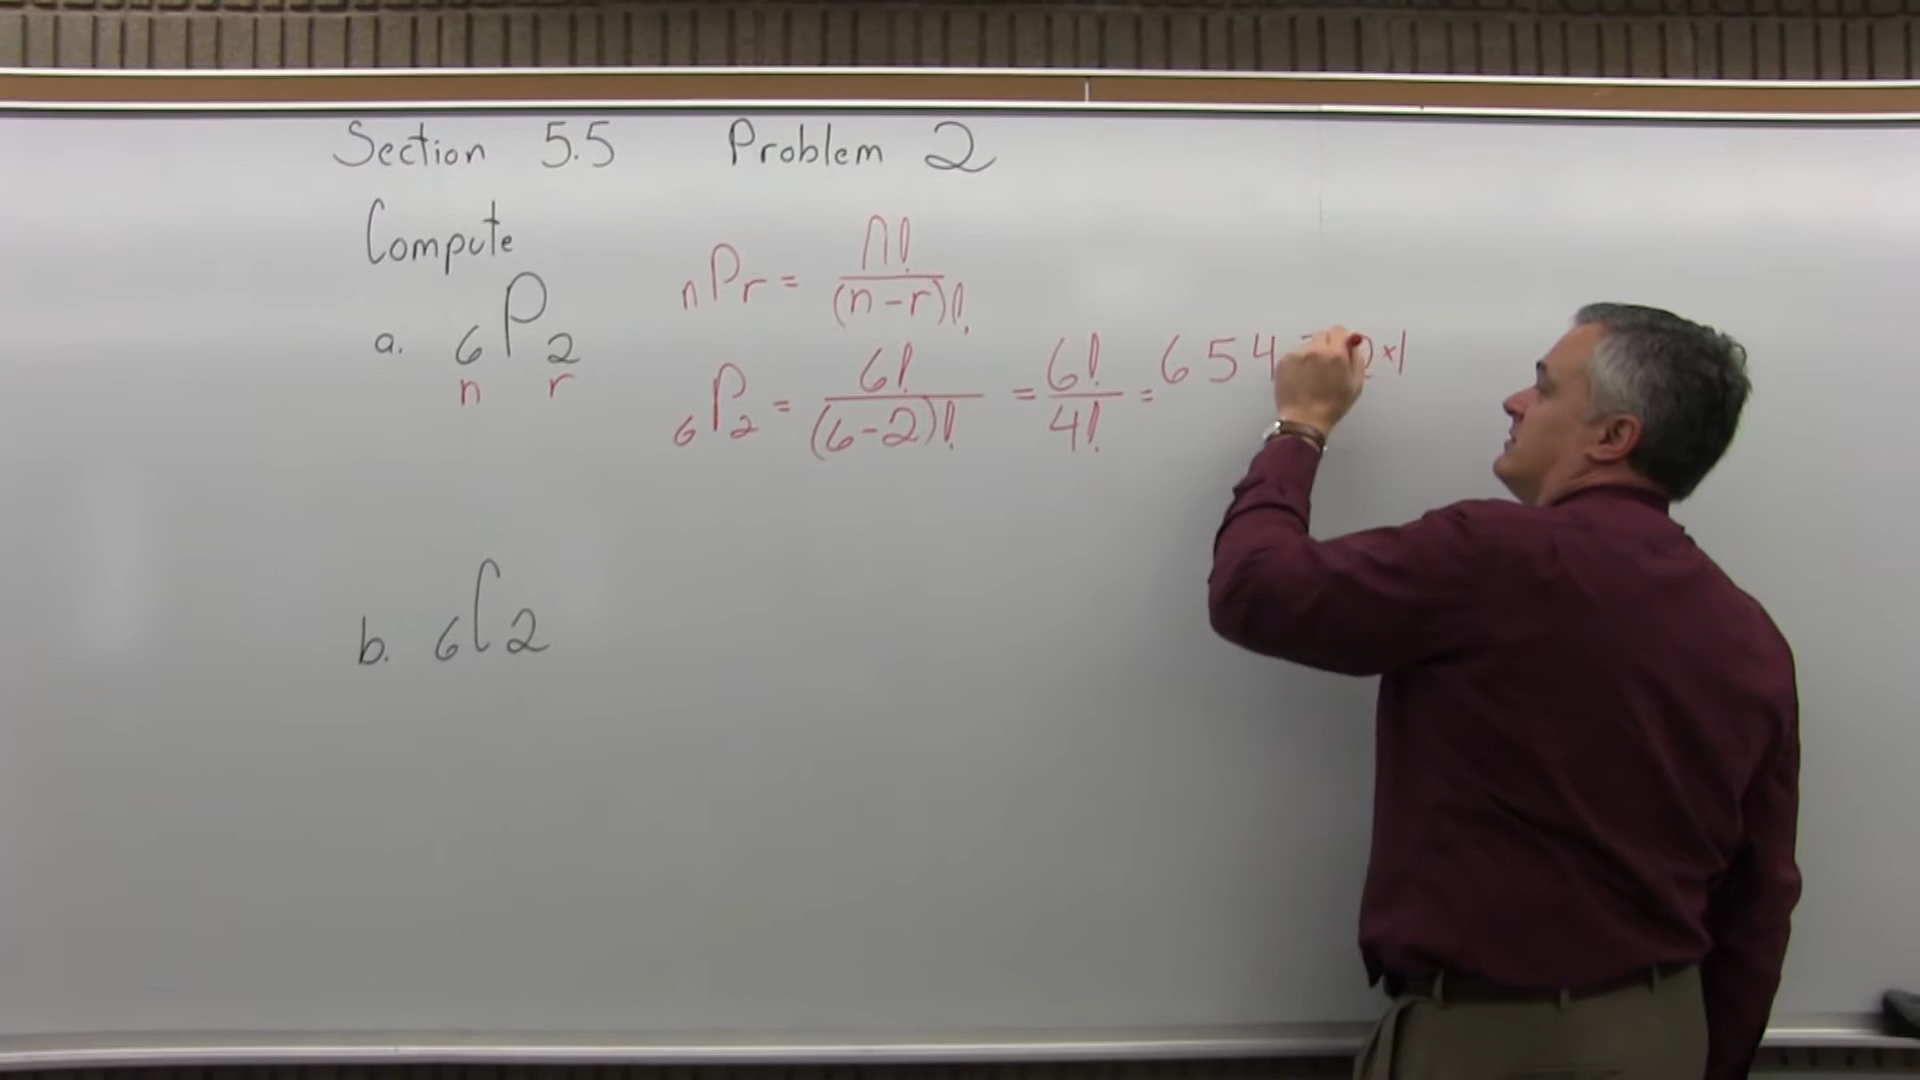 Section 5.5 Problem 2
Compute
nPr = n!/(n-r)!
a. 6P2
n r
6P2 = 6!/(6-2)! = 6!/4! = 6 5 4 2×1
b. 6C2